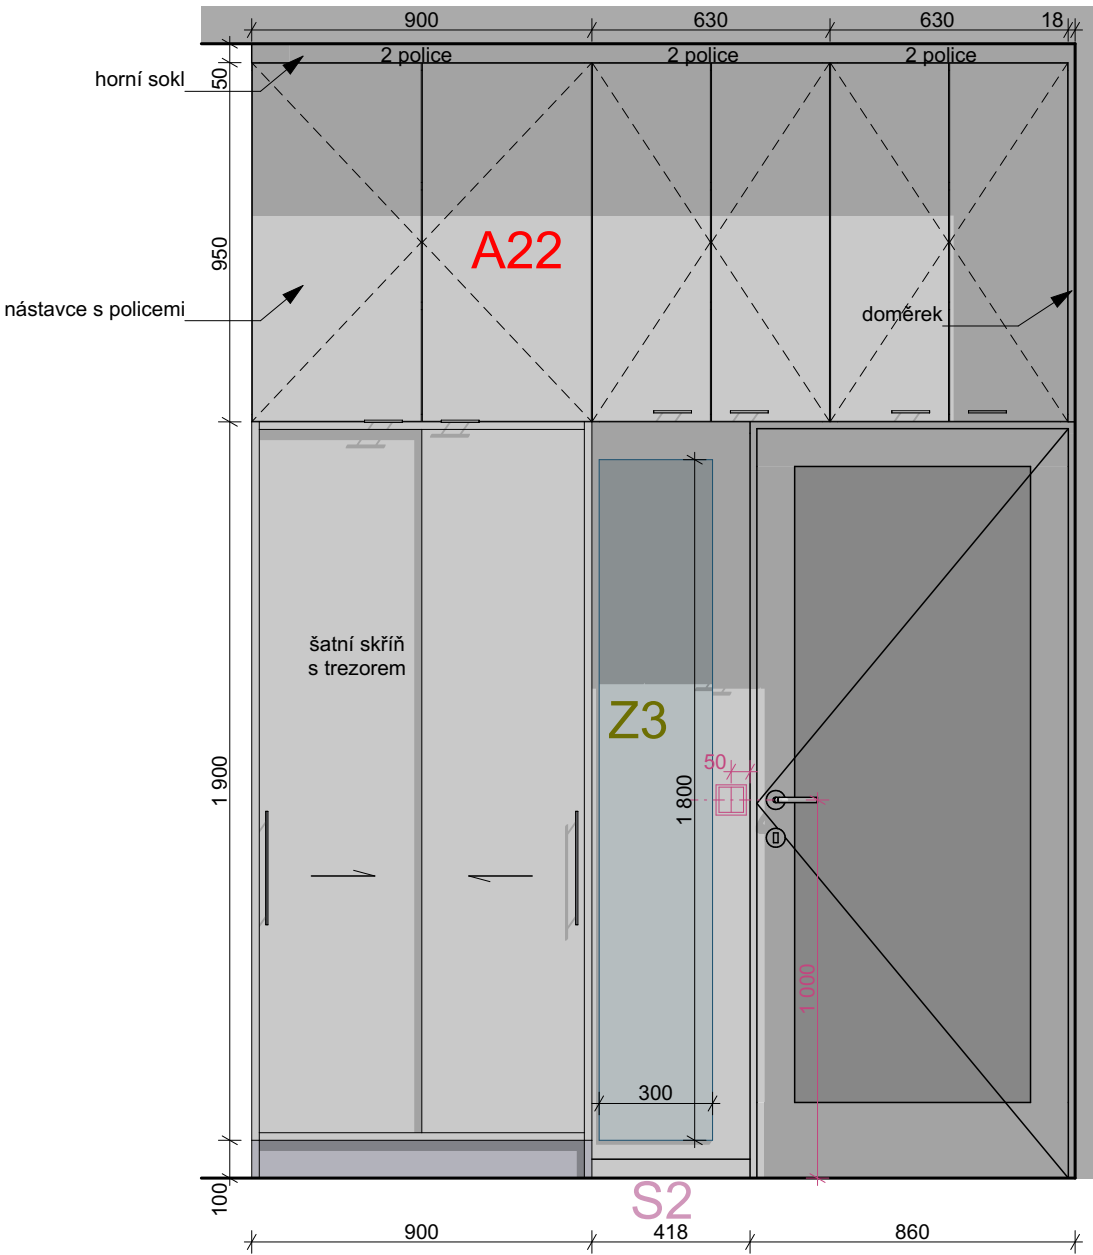 900 630 630 18
2 police 2 police 2 police
horní sokl
50
A22
950
nástavce s policemi
doměrek
šatní skříň
s trezorem
Z3
50
1 900
1 800
1 000
300
100
S2
900 418 860